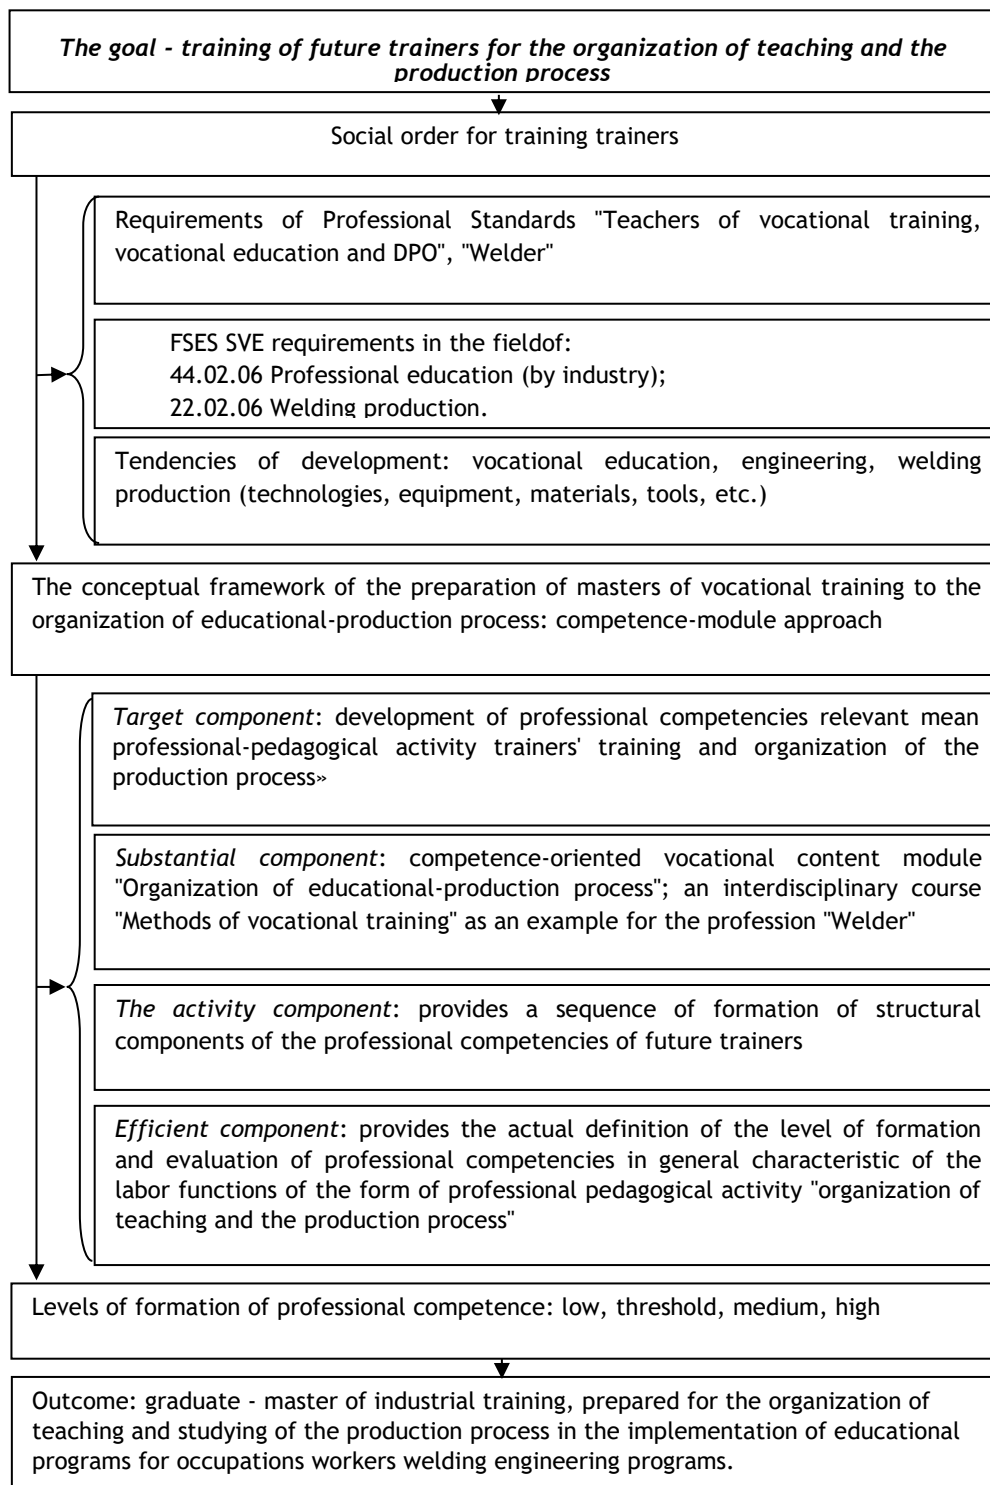 The goal - training of future trainers for the organization of teaching and the
production process
Social order for training trainers
Requirements of Professional Standards "Teachers of vocational training,
vocational education and DPO", "Welder"
FSES SVE requirements in the fieldof:
44.02.06 Professional education (by industry);
22.02.06 Welding production.
Tendencies of development: vocational education, engineering, welding
production (technologies, equipment, materials, tools, etc.)
The conceptual framework of the preparation of masters of vocational training to the
organization of educational-production process: competence-module approach
Target component: development of professional competencies relevant mean
professional-pedagogical activity trainers' training and organization of the
production process»
Substantial component: competence-oriented vocational content module
"Organization of educational-production process"; an interdisciplinary course
"Methods of vocational training" as an example for the profession "Welder"
The activity component: provides a sequence of formation of structural
components of the professional competencies of future trainers
Efficient component: provides the actual definition of the level of formation
and evaluation of professional competencies in general characteristic of the
labor functions of the form of professional pedagogical activity "organization of
teaching and the production process"
Levels of formation of professional competence: low, threshold, medium, high
Outcome: graduate - master of industrial training, prepared for the organization of
teaching and studying of the production process in the implementation of educational
programs for occupations workers welding engineering programs.